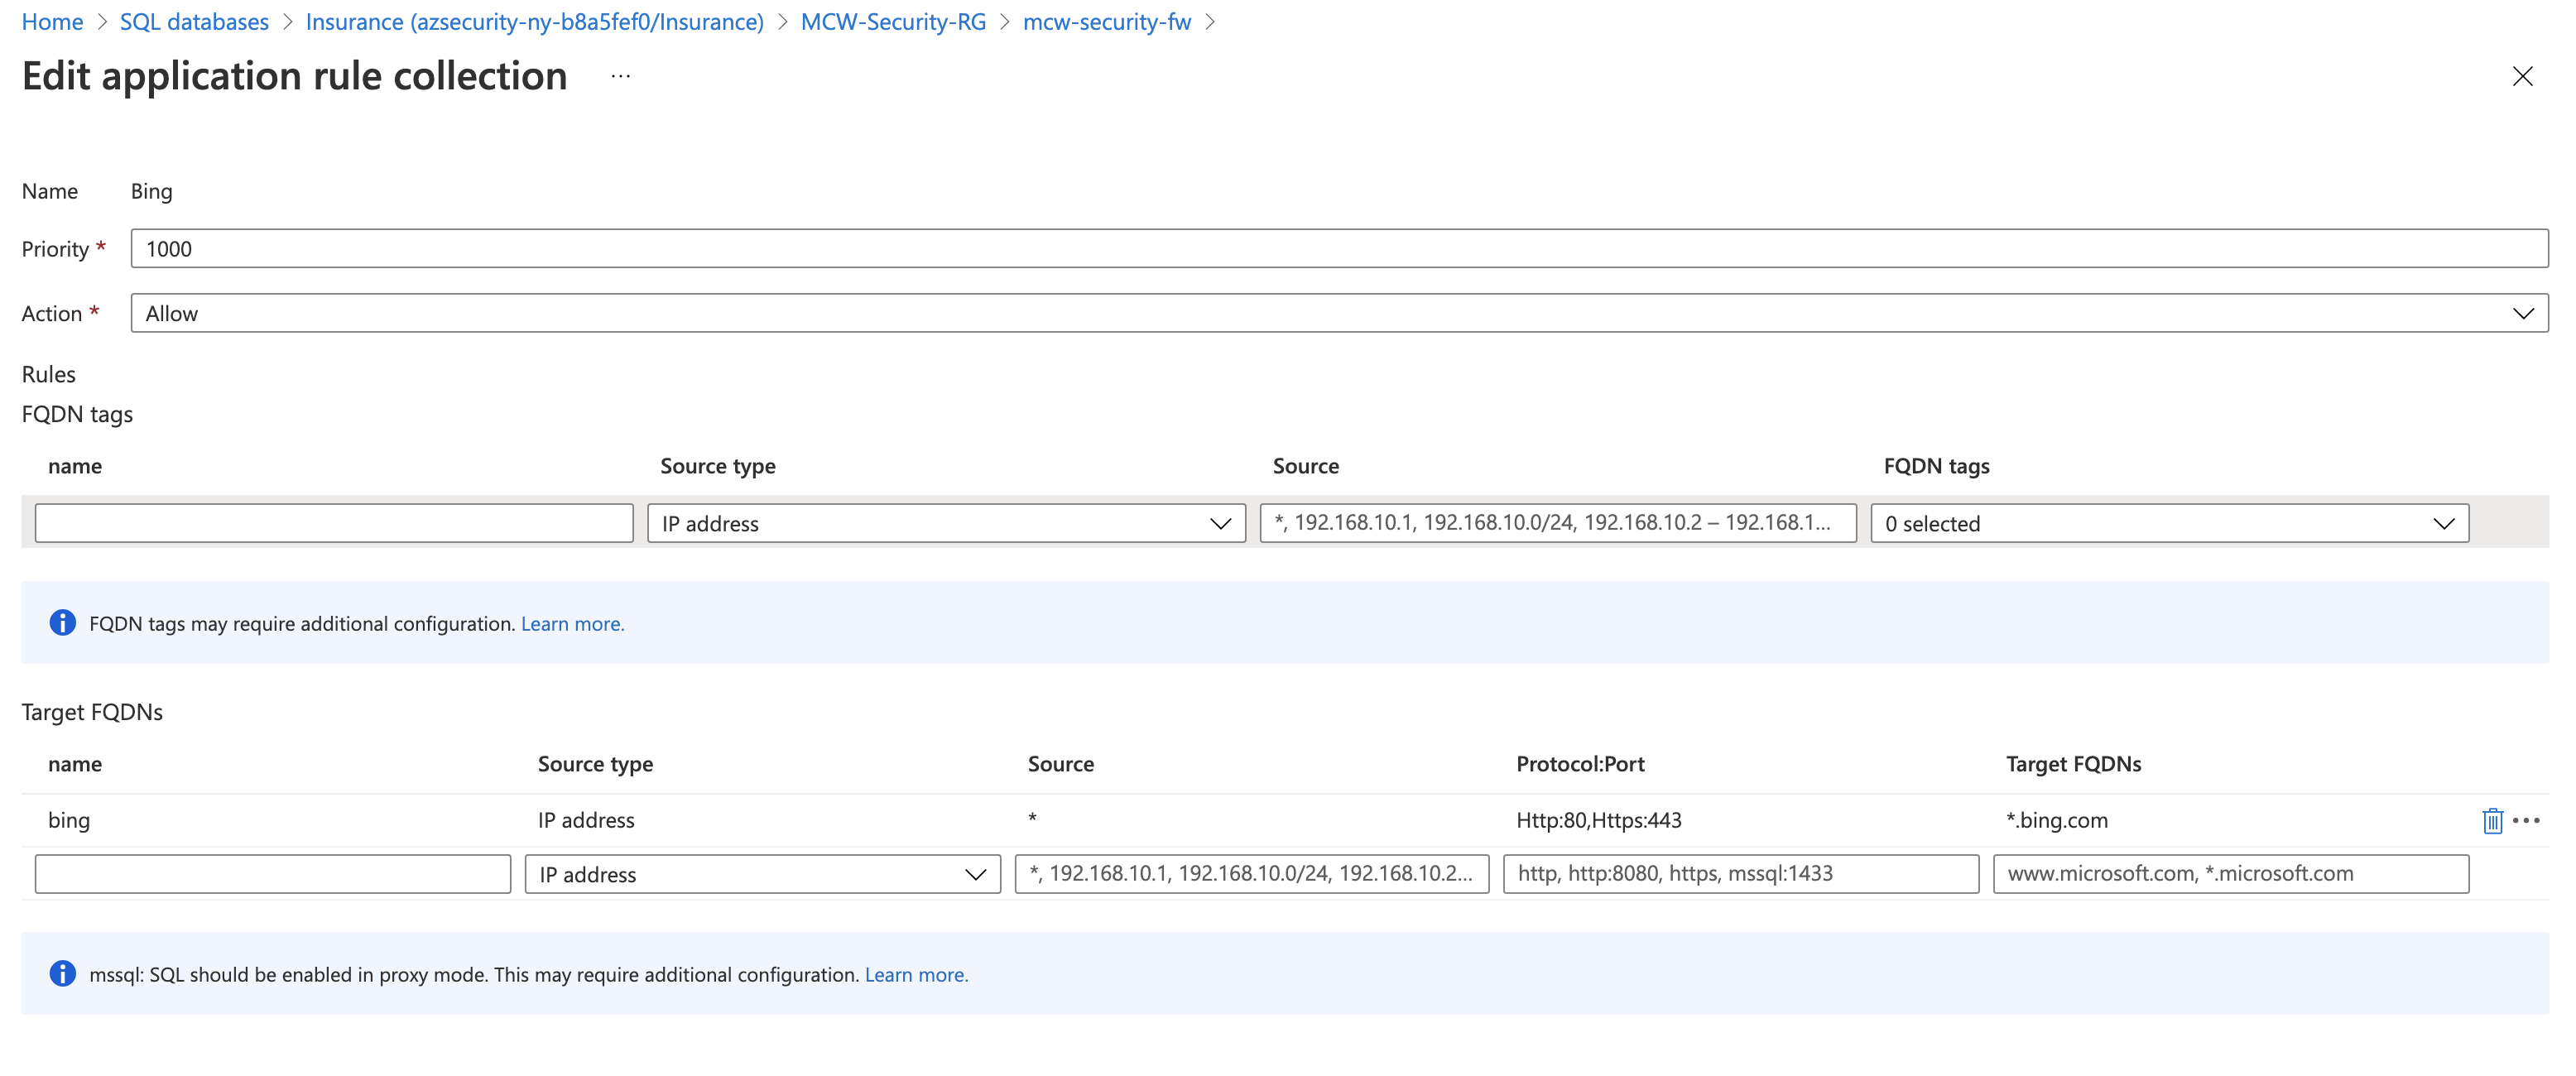 Home > SQL databases > Insurance (azsecurity-ny-b8a5fef0/Insurance) > MCW-Security-RG > mcw-security-fw >
Edit application rule collection ...
Name Bing
Priority * 1000
Action * Allow
Rules
FQDN tags
name Source type Source FQDN tags
IP address *, 192.168.10.1, 192.168.10.0/24, 192.168.10.2 – 192.168.1... 0 selected
FQDN tags may require additional configuration. Learn more.
Target FQDNs
name Source type Source Protocol:Port Target FQDNs
bing IP address * Http:80,Https:443 *.bing.com
IP address *, 192.168.10.1, 192.168.10.0/24, 192.168.10.2... http, http:8080, https, mssql:1433 www.microsoft.com, *.microsoft.com
mssql: SQL should be enabled in proxy mode. This may require additional configuration. Learn more.